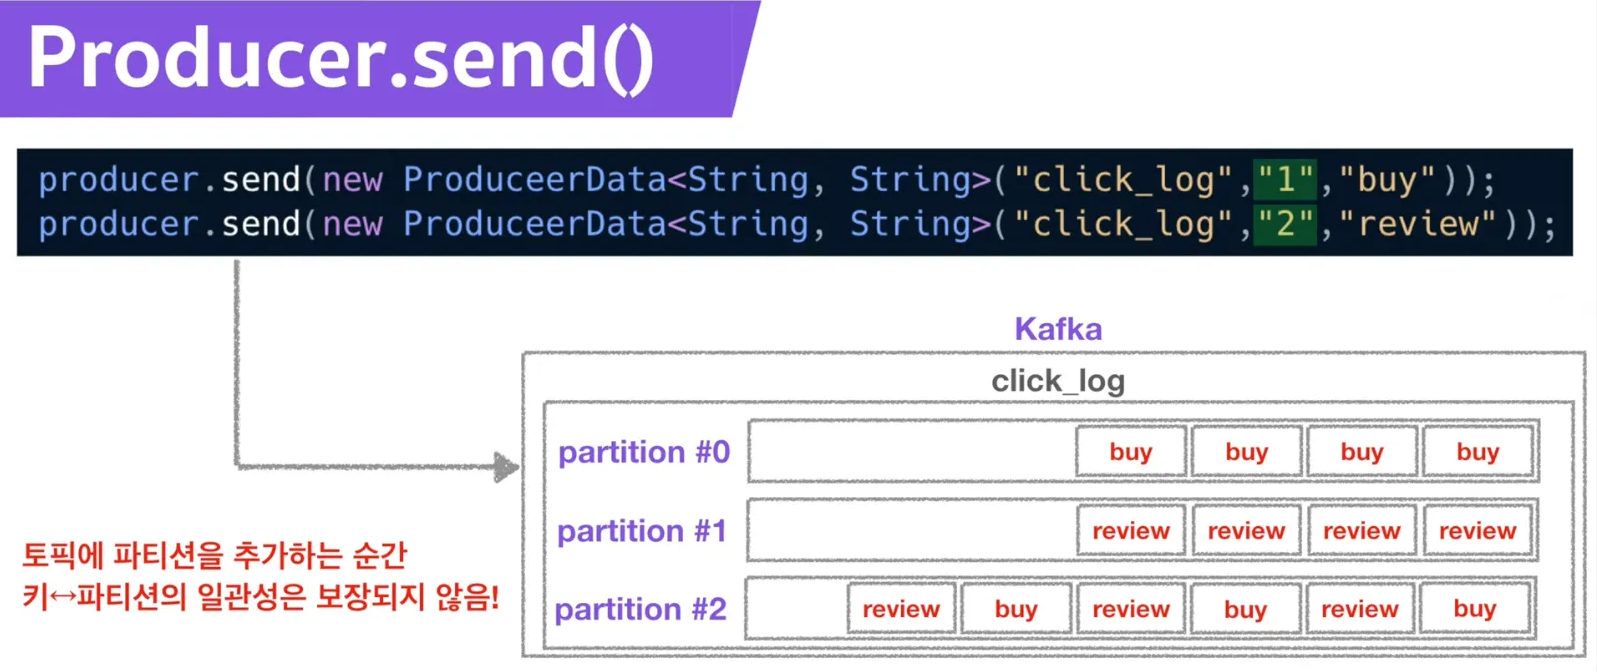 Producer.send()
producer.send(new ProduceerData<String, String>("click_log","1","buy"));
producer.send(new ProduceerData<String, String>("click_log","2","review"));
Kafka
click_log
partition #0 buy buy buy buy
partition #1 review review review review
partition #2 review buy review buy review buy
토픽에 파티션을 추가하는 순간
키↔파티션의 일관성은 보장되지 않음!